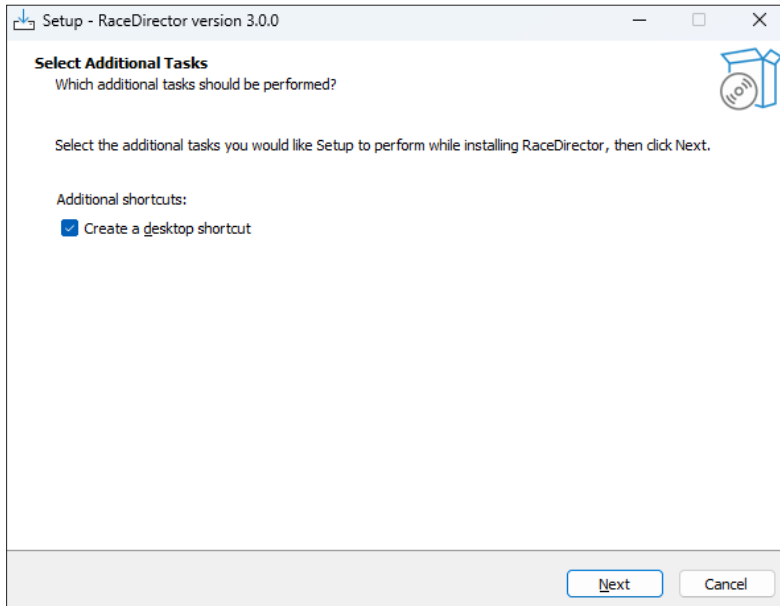 Setup - RaceDirector version 3.0.0
Select Additional Tasks
Which additional tasks should be performed?
Select the additional tasks you would like Setup to perform while installing RaceDirector, then click Next.
Additional shortcuts:
Create a desktop shortcut
Next
Cancel